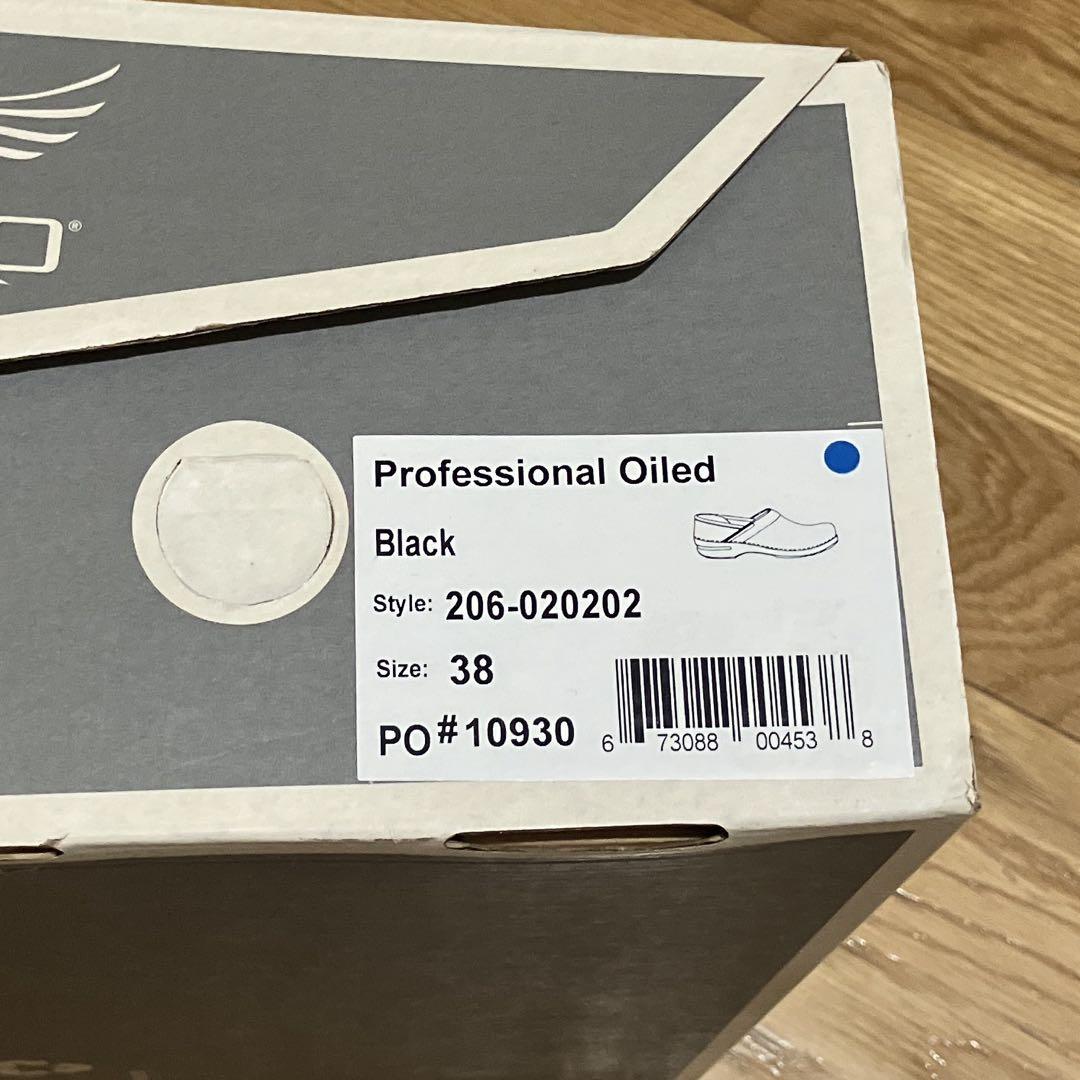 ®
Professional Oiled
Black
Style: 206-020202
Size: 38
PO #10930
6 73088 00453 8